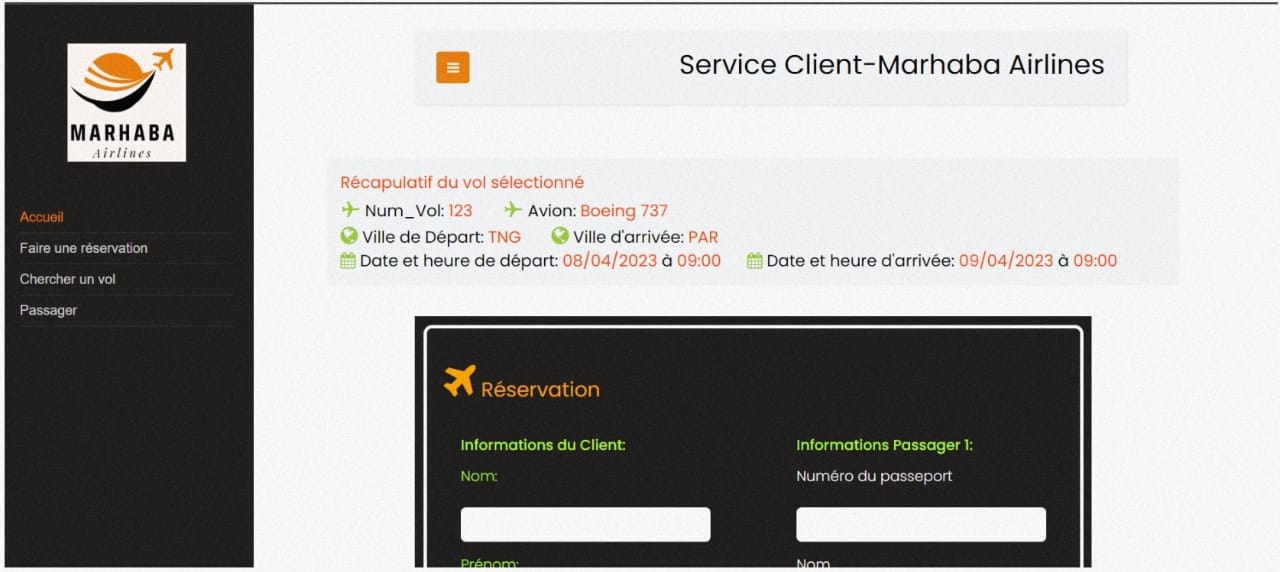 MARHABA
Airlines
Accueil
Faire une réservation
Chercher un vol
Passager
Service Client-Marhaba Airlines
Récapulatif du vol sélectionné
Num_Vol: 123 Avion: Boeing 737
Ville de Départ: TNG Ville d'arrivée: PAR
Date et heure de départ: 08/04/2023 à 09:00 Date et heure d'arrivée: 09/04/2023 à 09:00
Réservation
Informations du Client:
Nom:
Prénom:
Informations Passager 1:
Numéro du passeport
Nom